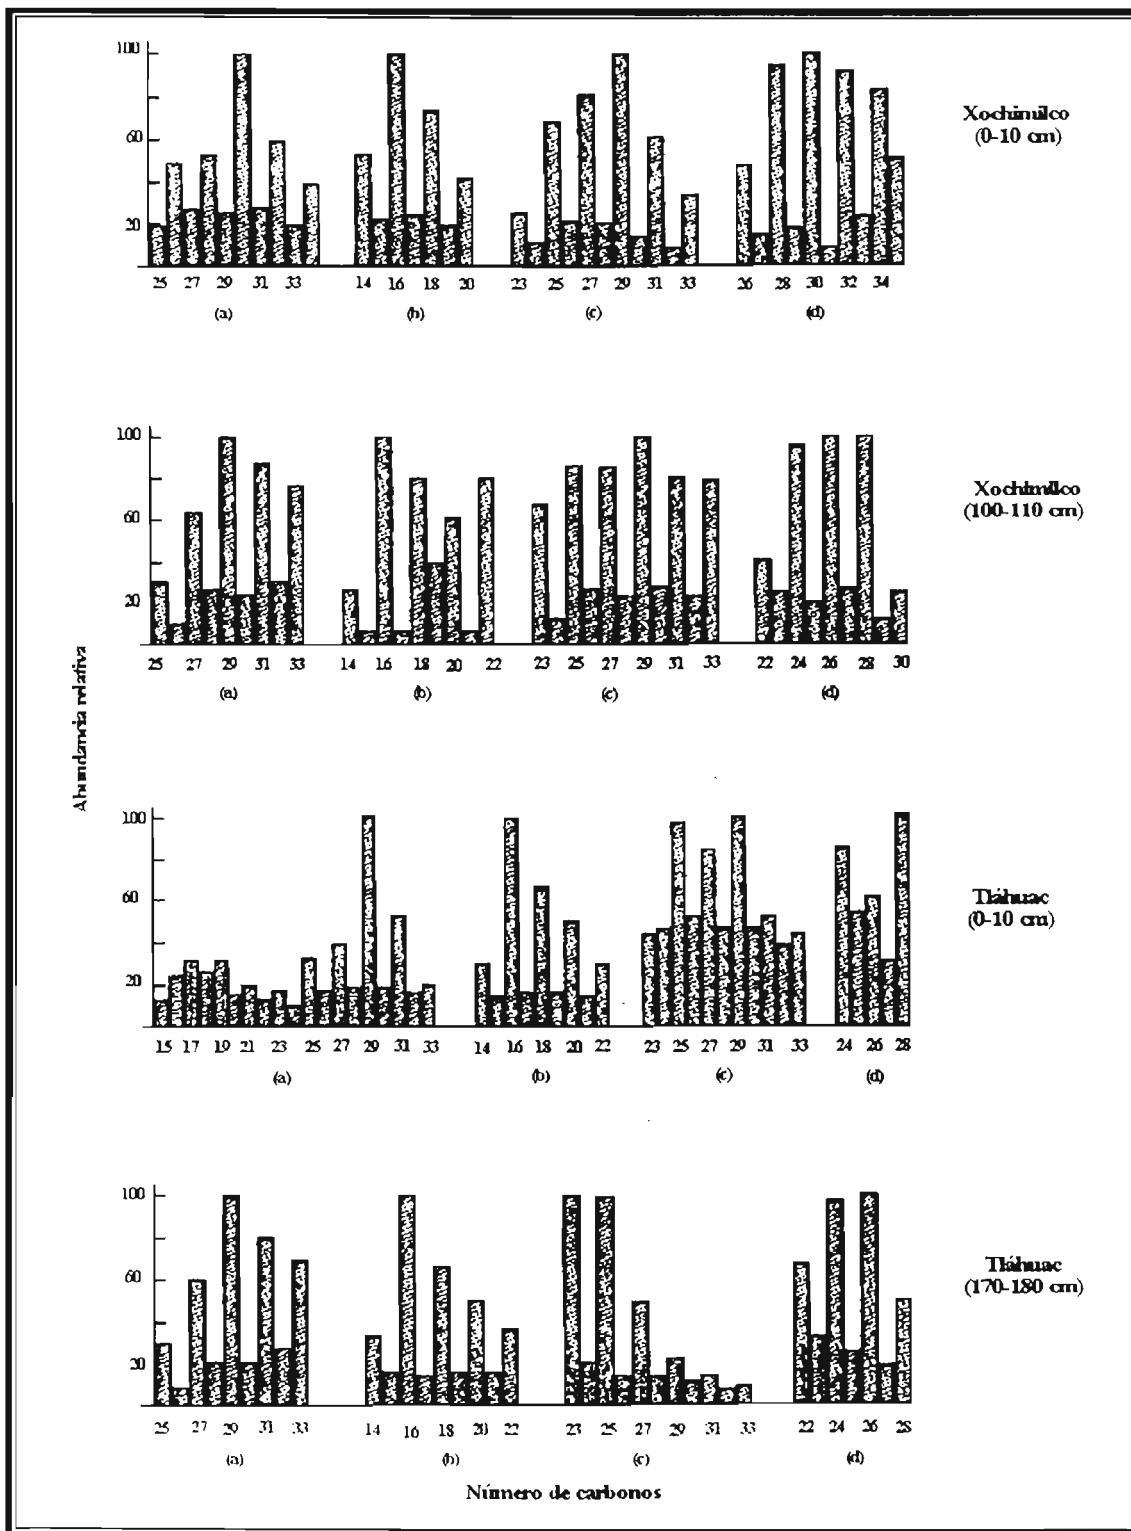 100
60
20
25 27 29 31 33
14 16 18 20
23 25 27 29 31 33
26 28 30 32 34
(a)
(b)
(c)
(d)
Xochimilco
(0-10 cm)
100
60
20
25 27 29 31 33
14 16 18 20 22
23 25 27 29 31 33
22 24 26 28 30
(a)
(b)
(c)
(d)
Xochimilco
(100-110 cm)
Abundancia relativa
100
60
20
15 17 19 21 23 25 27 29 31 33
14 16 18 20 22
23 25 27 29 31 33
24 26 28
(a)
(b)
(c)
(d)
Tláhuac
(0-10 cm)
100
60
20
25 27 29 31 33
14 16 18 20 22
23 25 27 29 31 33
22 24 26 28
(a)
(b)
(c)
(d)
Tláhuac
(170-180 cm)
Número de carbonos